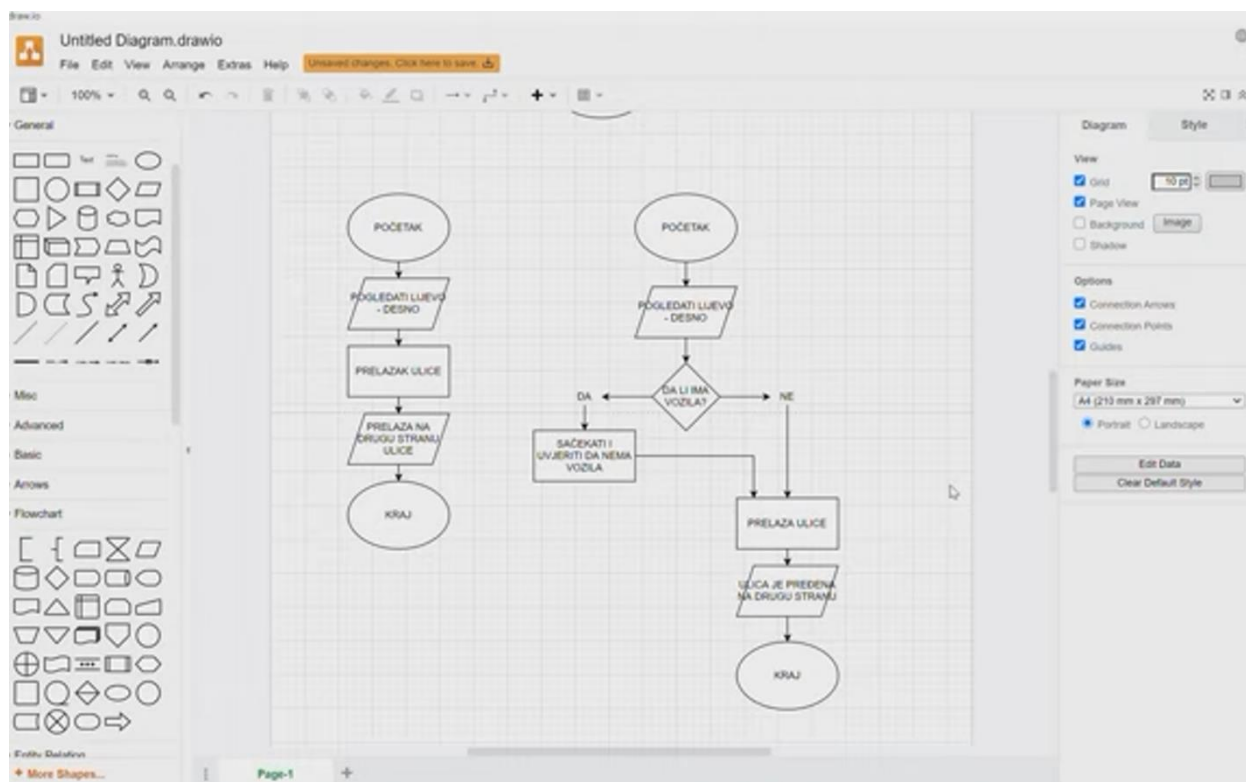 draw.io
Untitled Diagram.drawio
File Edit View Arrange Extras Help
Unsaved changes. Click here to save.
100%
General
Text
Misc
Advanced
Basic
Arrows
Flowchart
Entity Relation
+ More Shapes...
POČETAK
POGLEDATI LIJEVO
- DESNO
PRELAZAK ULICE
PRELAZA NA
DRUGU STRANU
ULICE
KRAJ
POČETAK
POGLEDATI LIJEVO
- DESNO
DA LI IMA
VOZILA?
DA
NE
SAČEKATI I
UVJERITI DA NEMA
VOZILA
PRELAZA ULICE
ULICA JE PREĐENA
NA DRUGU STRANU
KRAJ
Page-1
Diagram
Style
View
Grid
10 pt
Page View
Background
Image
Shadow
Options
Connection Arrows
Connection Points
Guides
Paper Size
A4 (210 mm x 297 mm)
Portrait Landscape
Edit Data
Clear Default Style